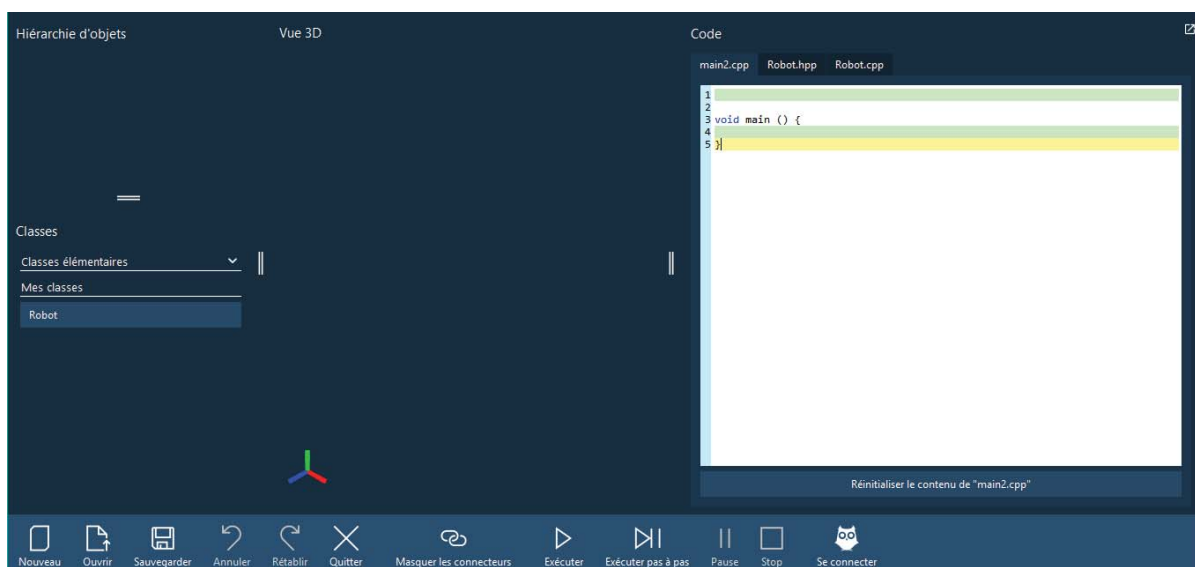 Hiérarchie d'objets
Vue 3D
Code
main2.cpp
Robot.hpp
Robot.cpp
1
2
3 void main () {
4
5 }
Classes
Classes élémentaires
Mes classes
Robot
Réinitialiser le contenu de "main2.cpp"
Nouveau
Ouvrir
Sauvegarder
Annuler
Rétablir
Quitter
Masquer les connecteurs
Exécuter
Exécuter pas à pas
Pause
Stop
Se connecter